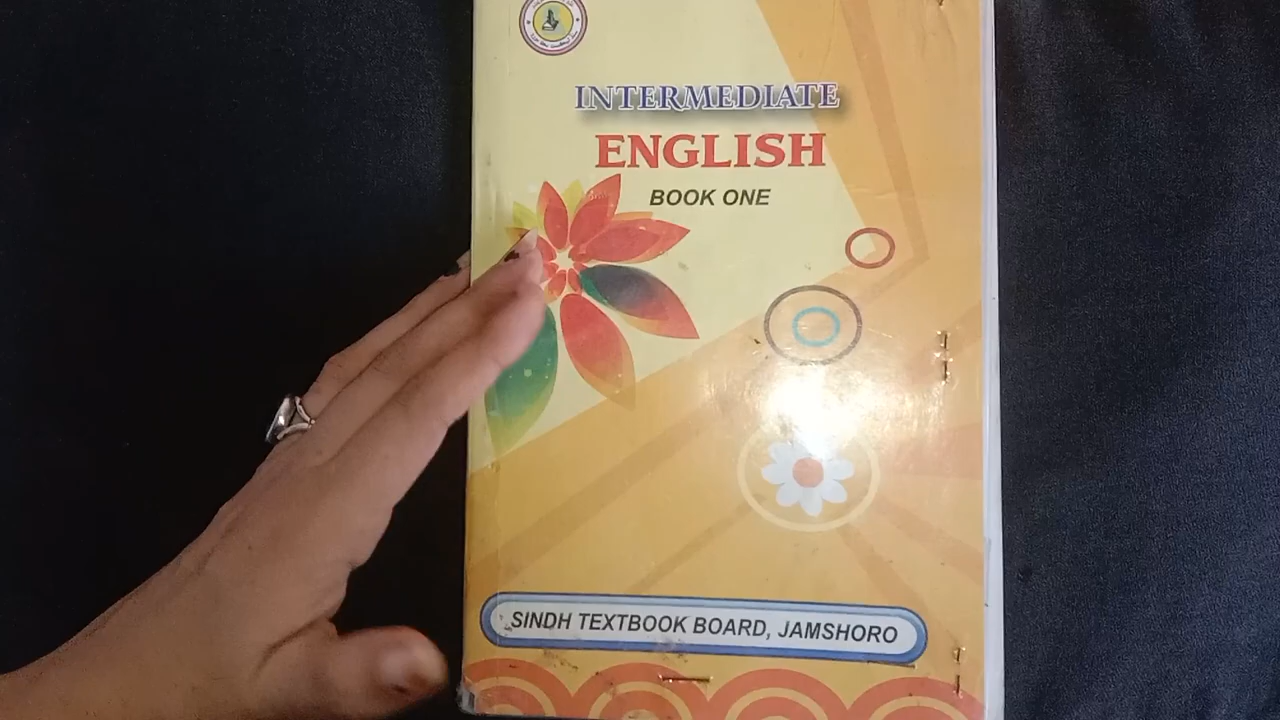 INTERMEDIATE
ENGLISH
BOOK ONE
SINDH TEXTBOOK BOARD, JAMSHORO